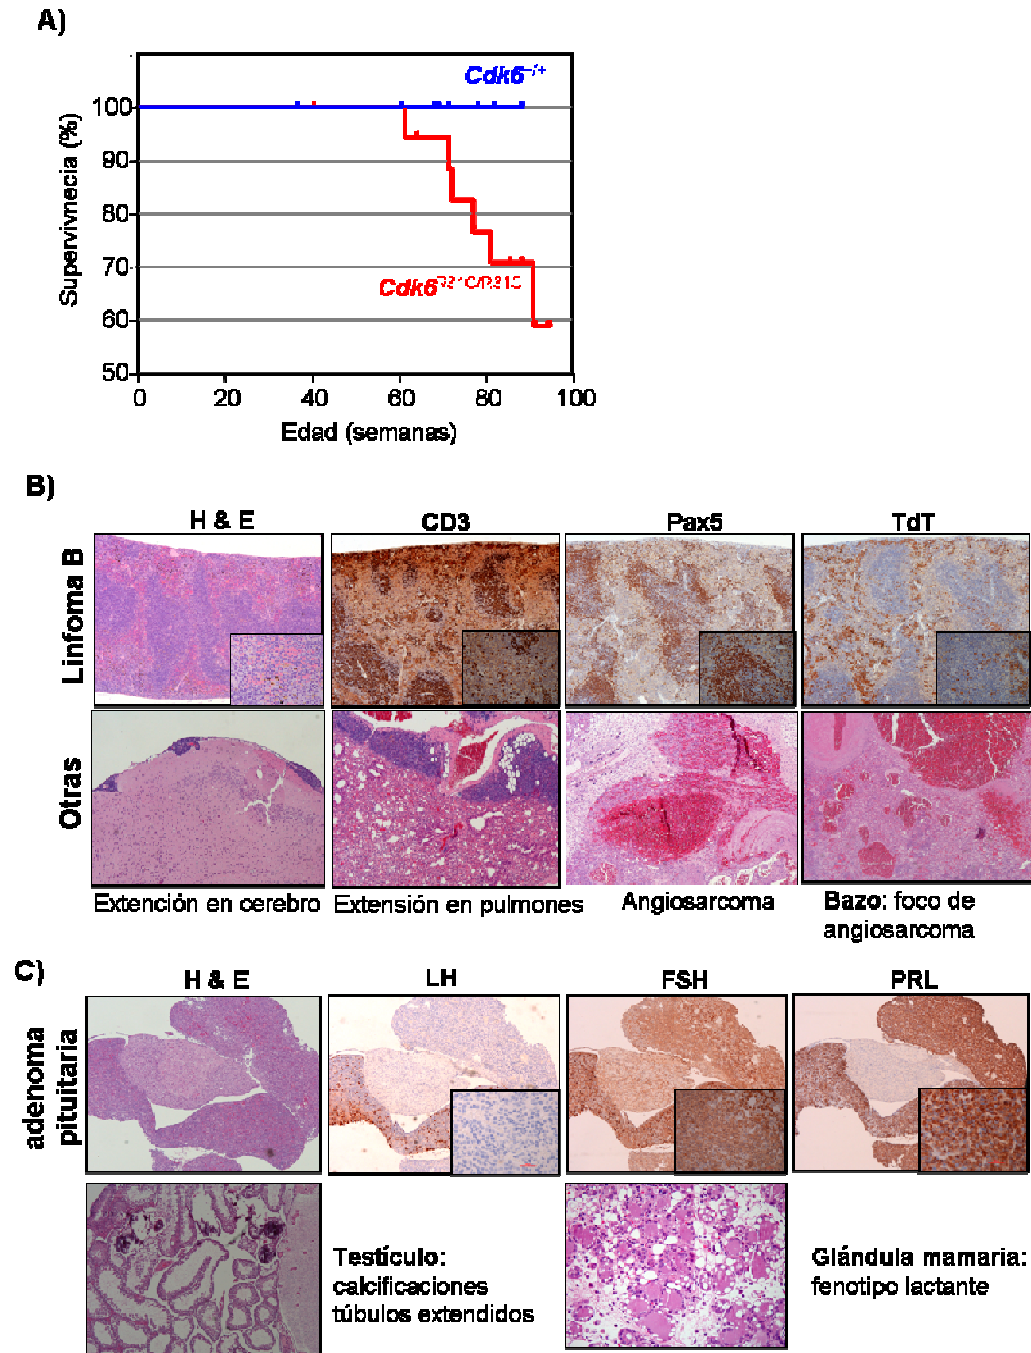 A)
Cdk6⁻/⁺
100
90
80
70
60
50
Supervivnecia (%)
Cdk6
0 20 40 60 80 100
Edad (semanas)
B)
H & E CD3 Pax5 TdT
Linfoma B
Otras
Extención en cerebro
Extensión en pulmones
Angiosarcoma
Bazo: foco de
angiosarcoma
C)
H & E LH FSH PRL
adenoma
pituitaria
Testículo:
calcificaciones
túbulos extendidos
Glándula mamaria:
fenotipo lactante